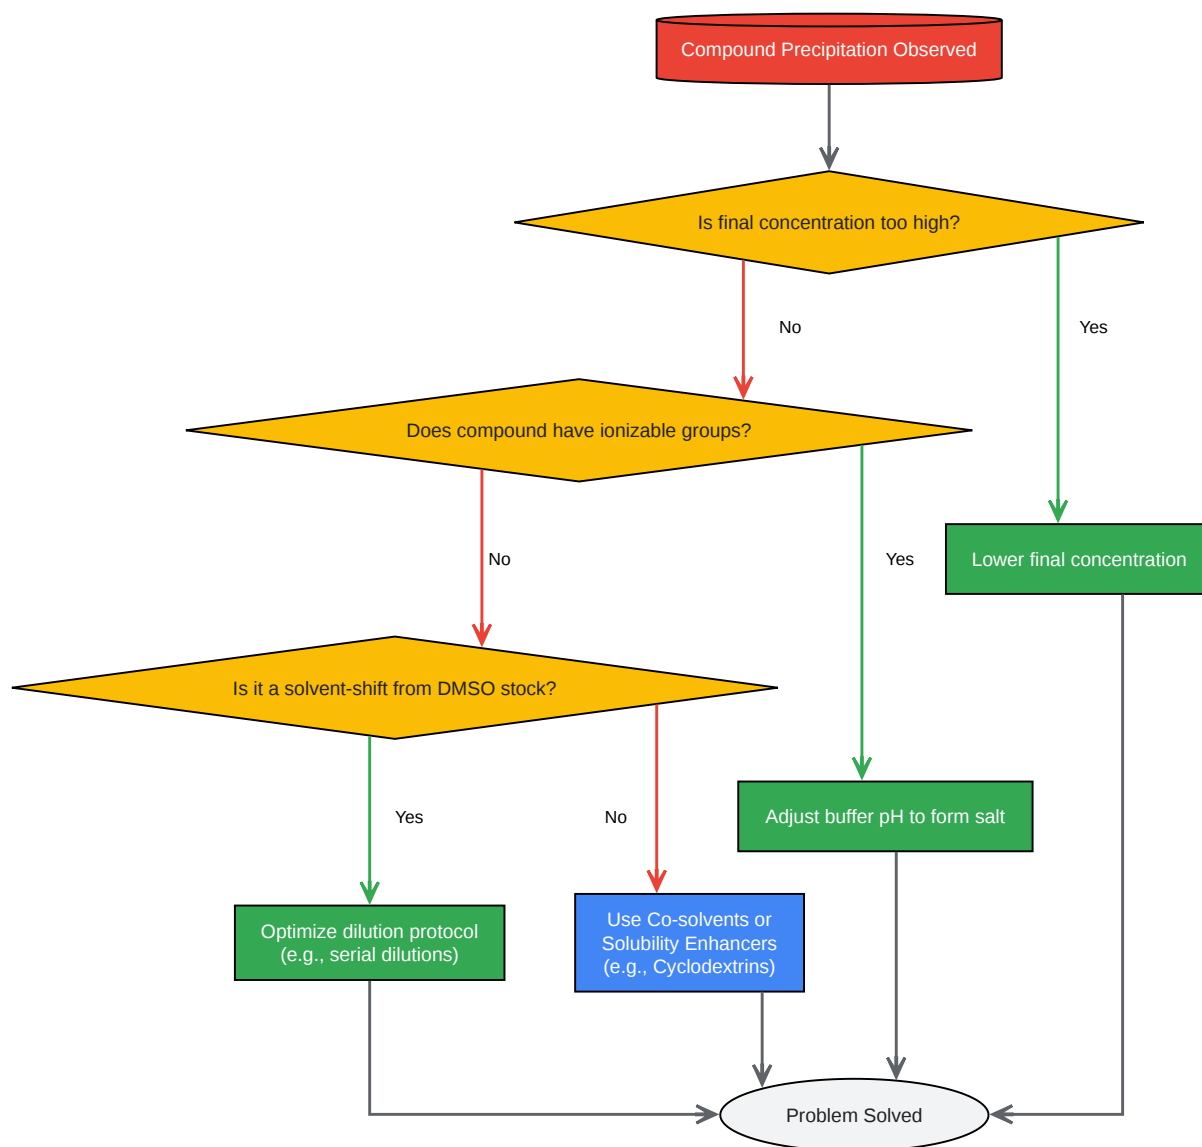 Compound Precipitation Observed
Is final concentration too high?
No
Yes
Does compound have ionizable groups?
No
Yes
Lower final concentration
Is it a solvent-shift from DMSO stock?
Yes
No
Adjust buffer pH to form salt
Optimize dilution protocol
(e.g., serial dilutions)
Use Co-solvents or
Solubility Enhancers
(e.g., Cyclodextrins)
Problem Solved